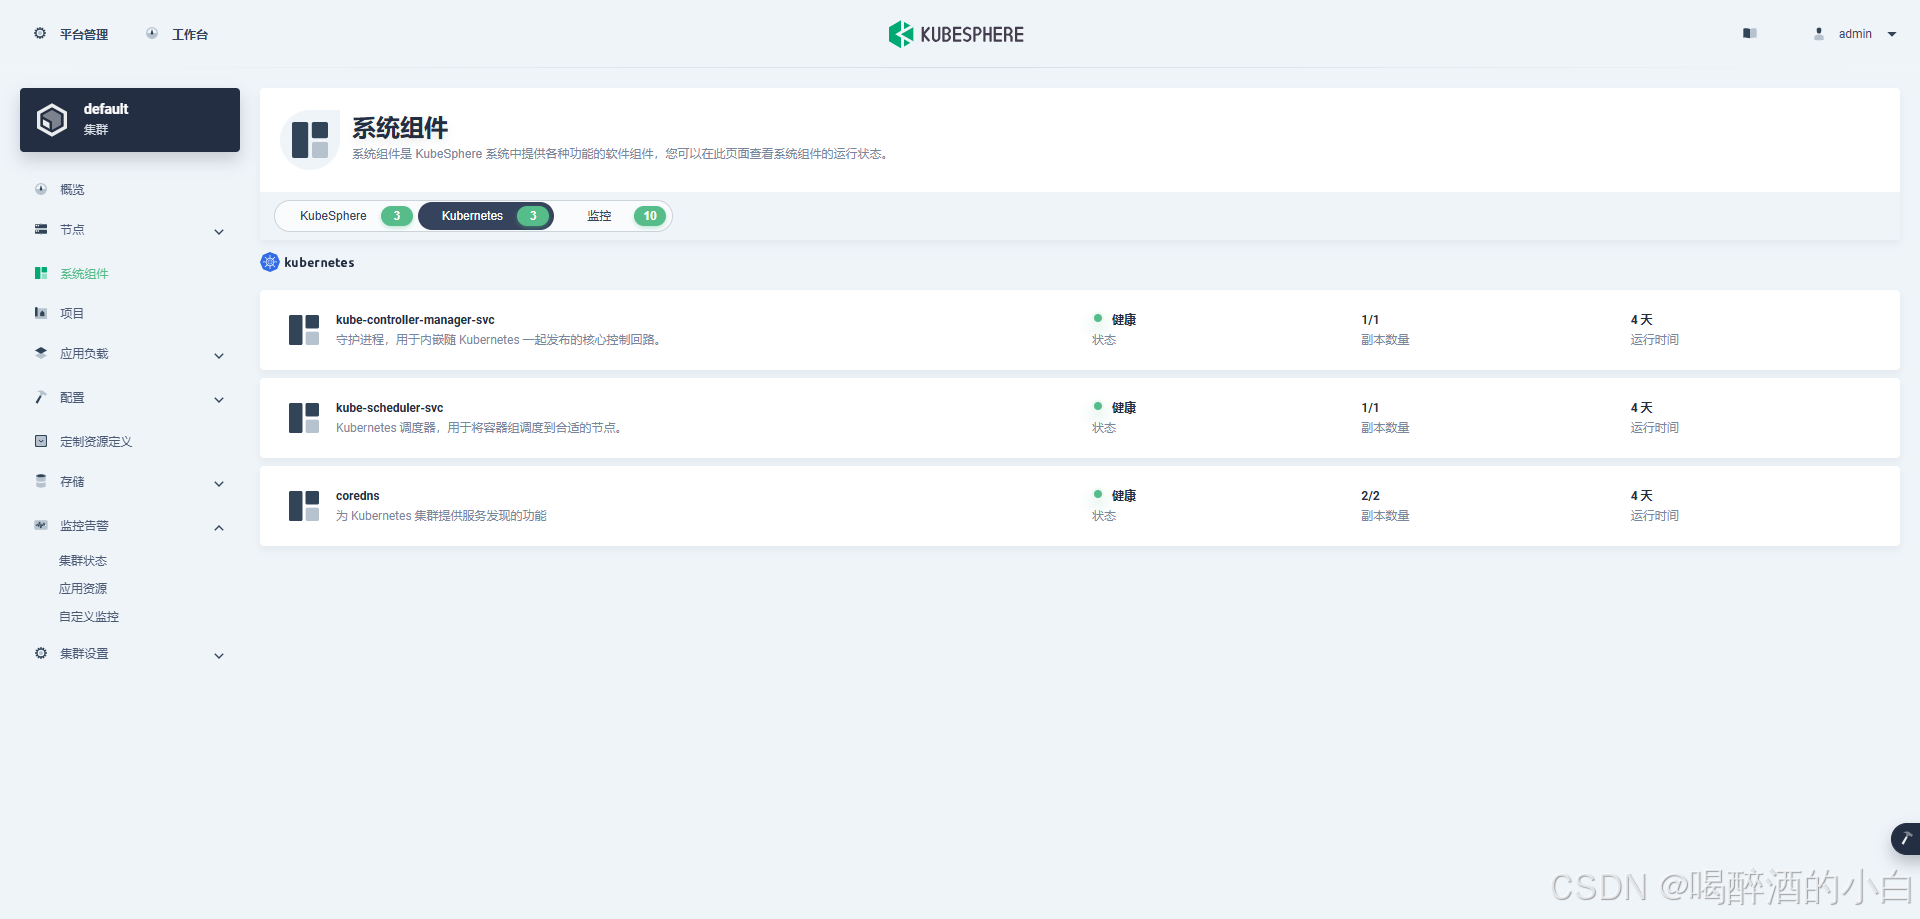 平台管理
工作台
KUBESPHERE
admin
default
集群
概览
节点
系统组件
项目
应用负载
配置
定制资源定义
存储
监控告警
集群状态
应用资源
自定义监控
集群设置
系统组件
系统组件是 KubeSphere 系统中提供各种功能的软件组件，您可以在此页面查看系统组件的运行状态。
KubeSphere 3
Kubernetes 3
监控 10
kubernetes
kube-controller-manager-svc
守护进程，用于内嵌随 Kubernetes 一起发布的核心控制回路。
健康
状态
1/1
副本数量
4 天
运行时间
kube-scheduler-svc
Kubernetes 调度器，用于将容器组调度到合适的节点。
健康
状态
1/1
副本数量
4 天
运行时间
coredns
为 Kubernetes 集群提供服务发现的功能
健康
状态
2/2
副本数量
4 天
运行时间
CSDN @喝醉酒的小白